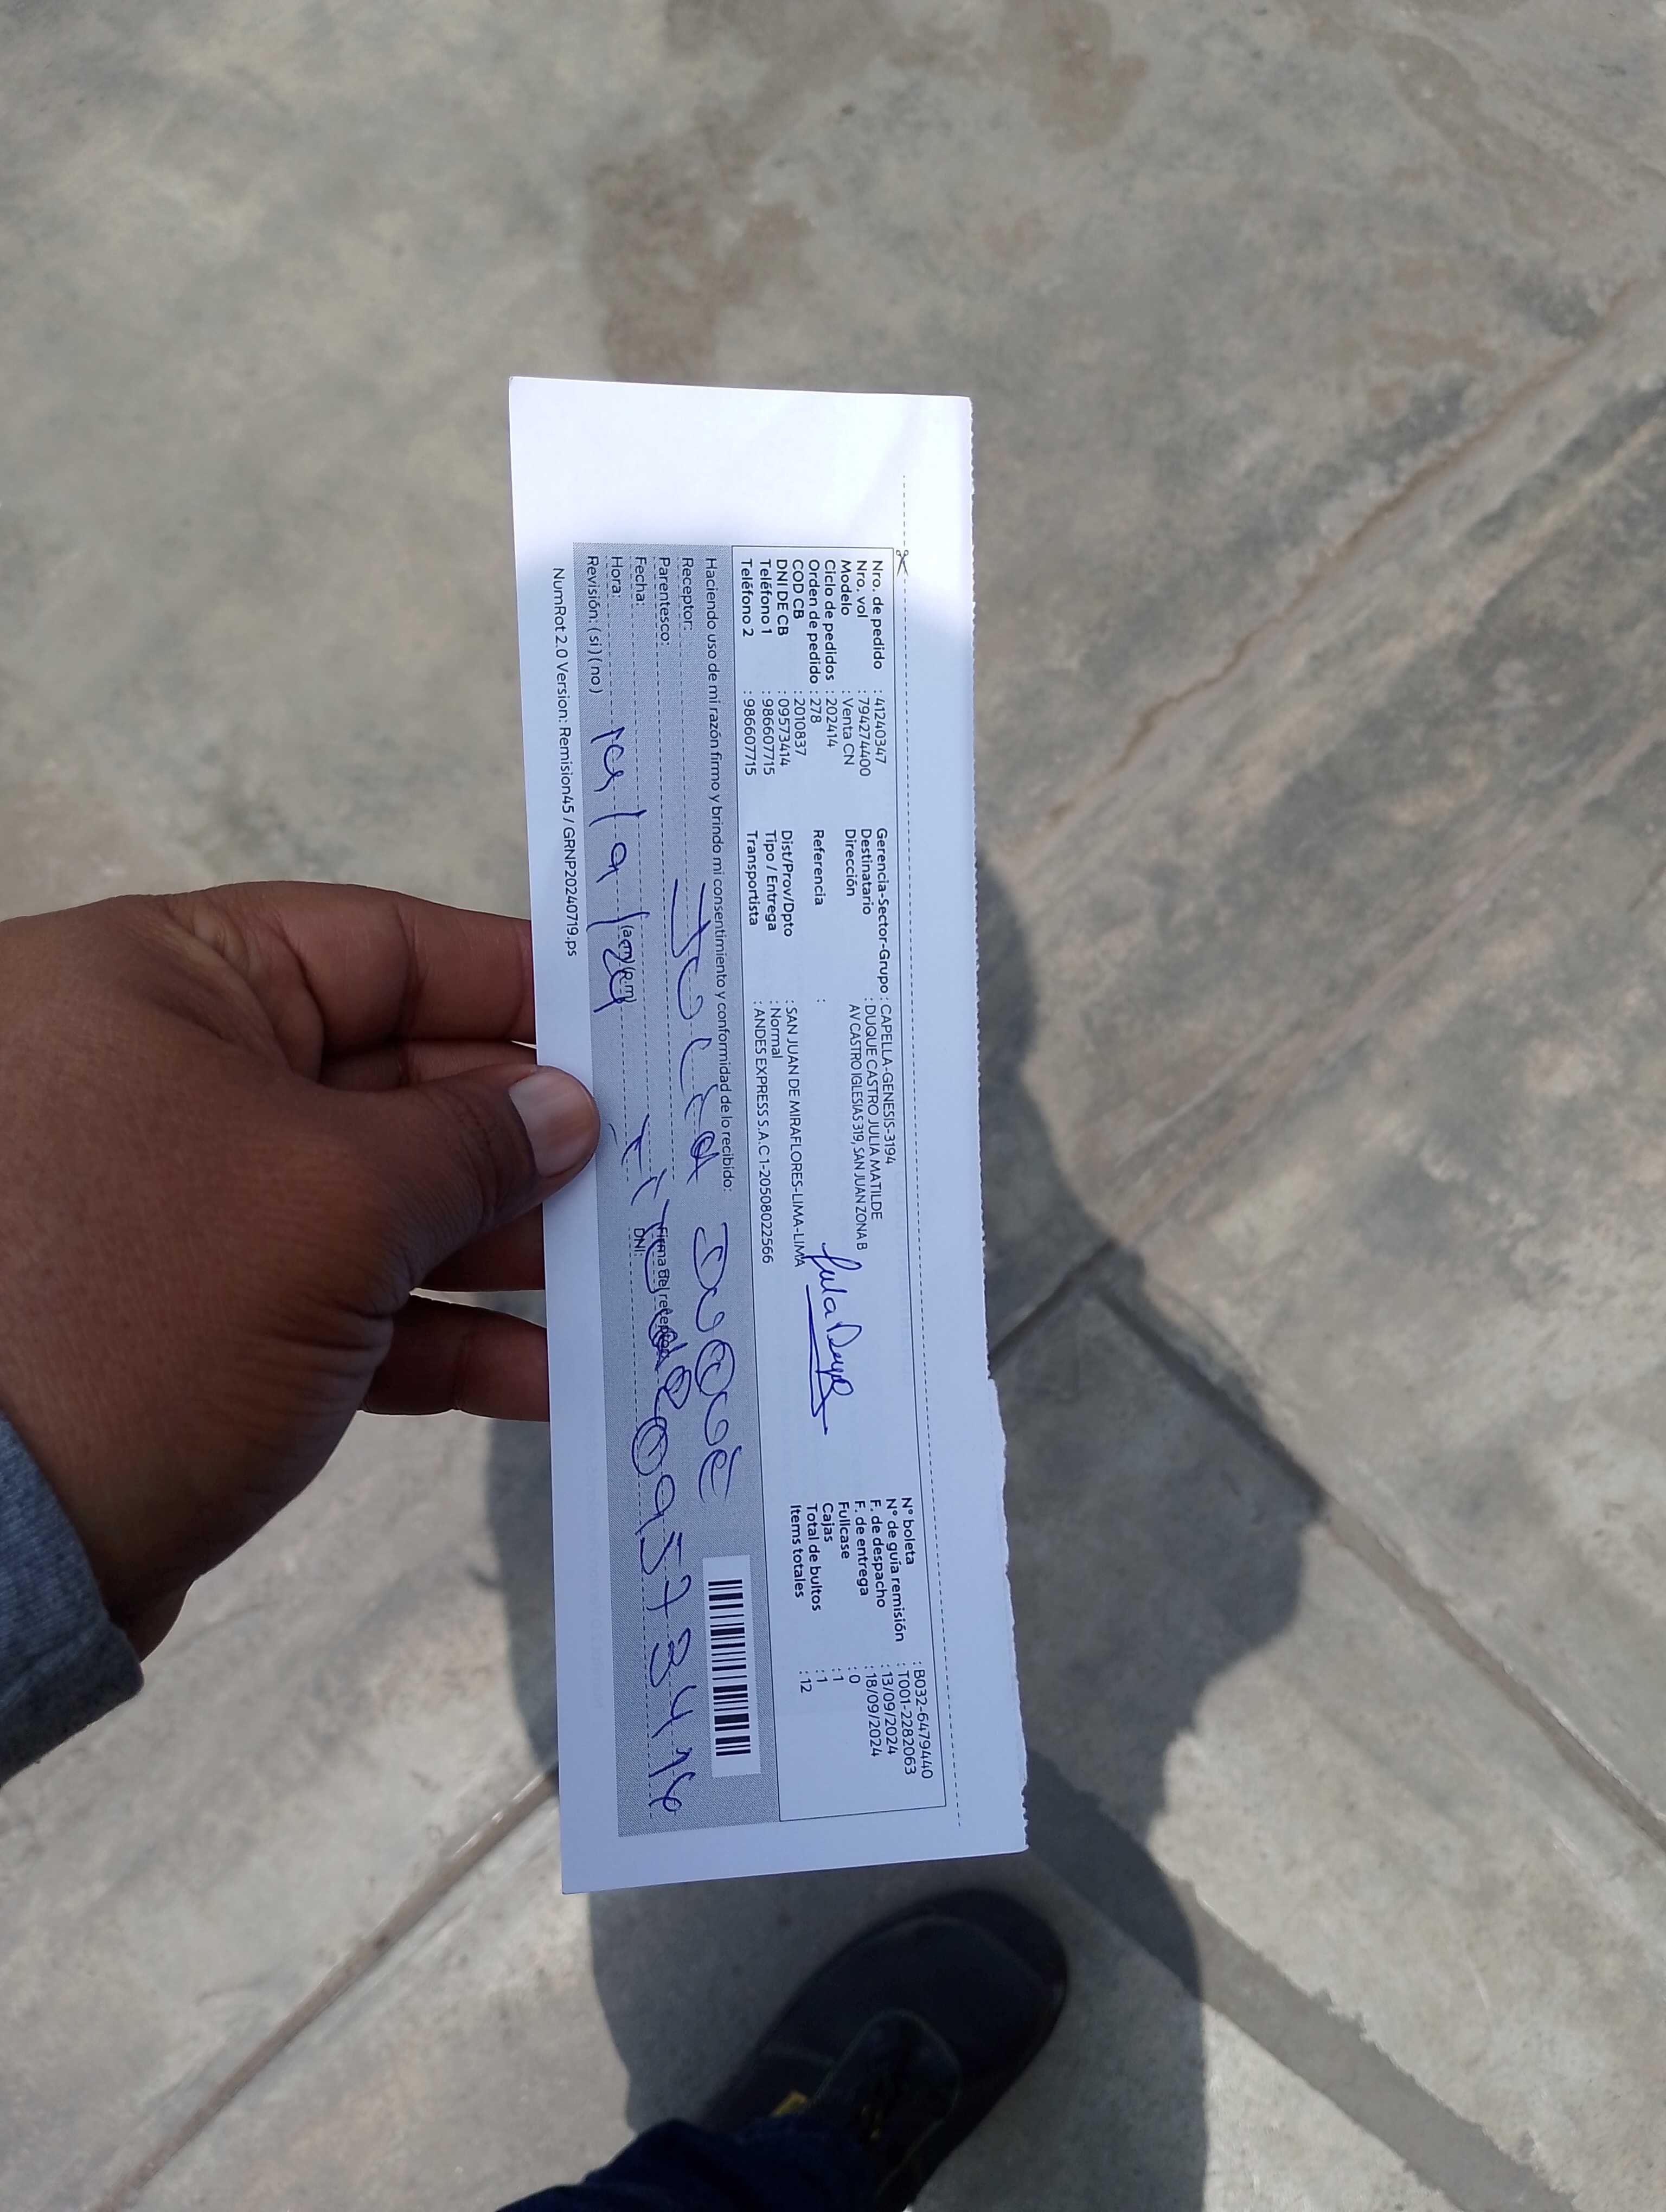 Nro. de pedido : 41240347
Nro. vol : 794274400
Modelo : Venta CN
Ciclo de pedidos : 202414
Orden de pedido : 278
COD CB : 2010837
DNI DE CB : 09573414
Teléfono 1 : 986607715
Teléfono 2 : 986607715
Gerencia-Sector-Grupo : CAPELLA-GENESIS-3194
Destinatario : DUQUE CASTRO JULIA MATILDE
Dirección AV CASTRO IGLESIAS 319, SAN JUAN ZONA B
Referencia :
Dist/Prov/Dpto : SAN JUAN DE MIRAFLORES-LIMA-LIMA
Tipo / Entrega : Normal
Transportista : ANDES EXPRESS S.A.C 1-20508022566
Julia Duque
N° boleta : B032-6479440
N° de guía remisión : T001-2282063
F. de despacho : 13/09/2024
F. de entrega : 18/09/2024
Fullcase : 0
Cajas : 1
Total de bultos : 1
Items totales : 12
Haciendo uso de mi razón firmo y brindo mi consentimiento y conformidad de lo recibido:
Receptor: Julia DUQUE
Parentesco: Titular
Firma del receptor
Fecha:
DNI: 09573414
Hora: (am) (p.m)
Revisión: ( si ) ( no )
NumRot 2.0 Version: Remision45 / GRNP20240719.ps